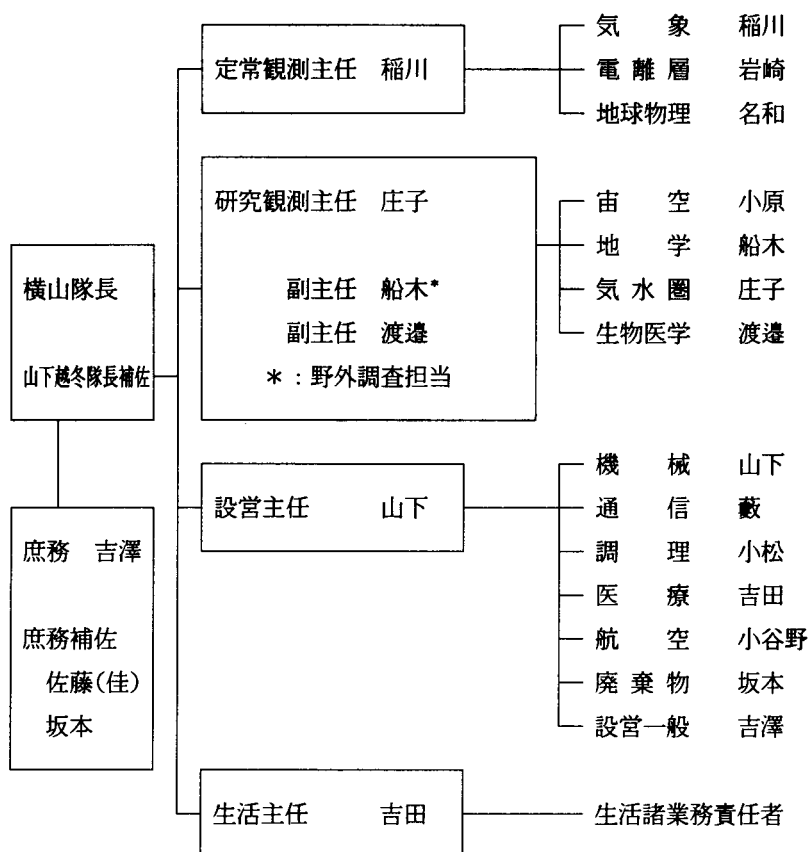 横山隊長
山下越冬隊長補佐
庶務 吉澤
庶務補佐
佐藤(佳)
坂本
定常観測主任 稲川
気象 稲川
電離層 岩崎
地球物理 名和
研究観測主任 庄子
副主任 船木*
副主任 渡邉
*:野外調査担当
宙空 小原
地学 船木
気水圏 庄子
生物医学 渡邉
設営主任 山下
機械 山下
通信 藪
調理 小松
医療 吉田
航空 小谷野
廃棄物 坂本
設営一般 吉澤
生活主任 吉田
生活諸業務責任者